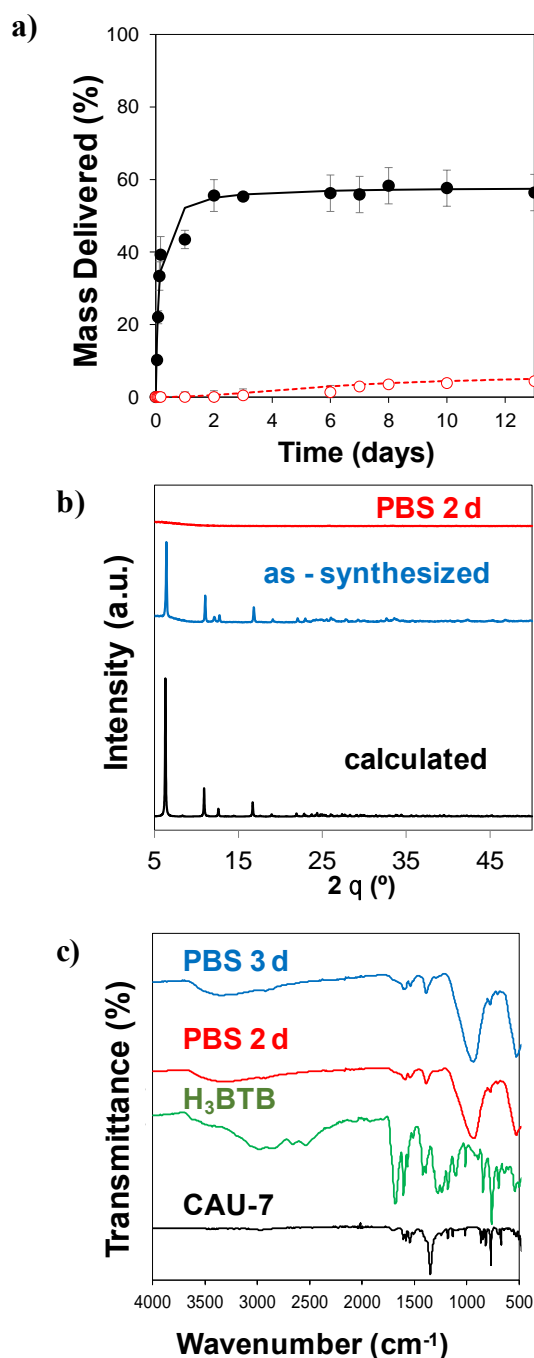 a)
Mass Delivered (%)
100
80
60
40
20
0
0 2 4 6 8 10 12
Time (days)
b)
Intensity (a.u.)
PBS 2 d
as - synthesized
calculated
5 15 25 35 45
2 q (º)
c)
Transmittance (%)
PBS 3 d
PBS 2 d
H₃BTB
CAU-7
4000 3500 3000 2500 2000 1500 1000 500
Wavenumber (cm⁻¹)